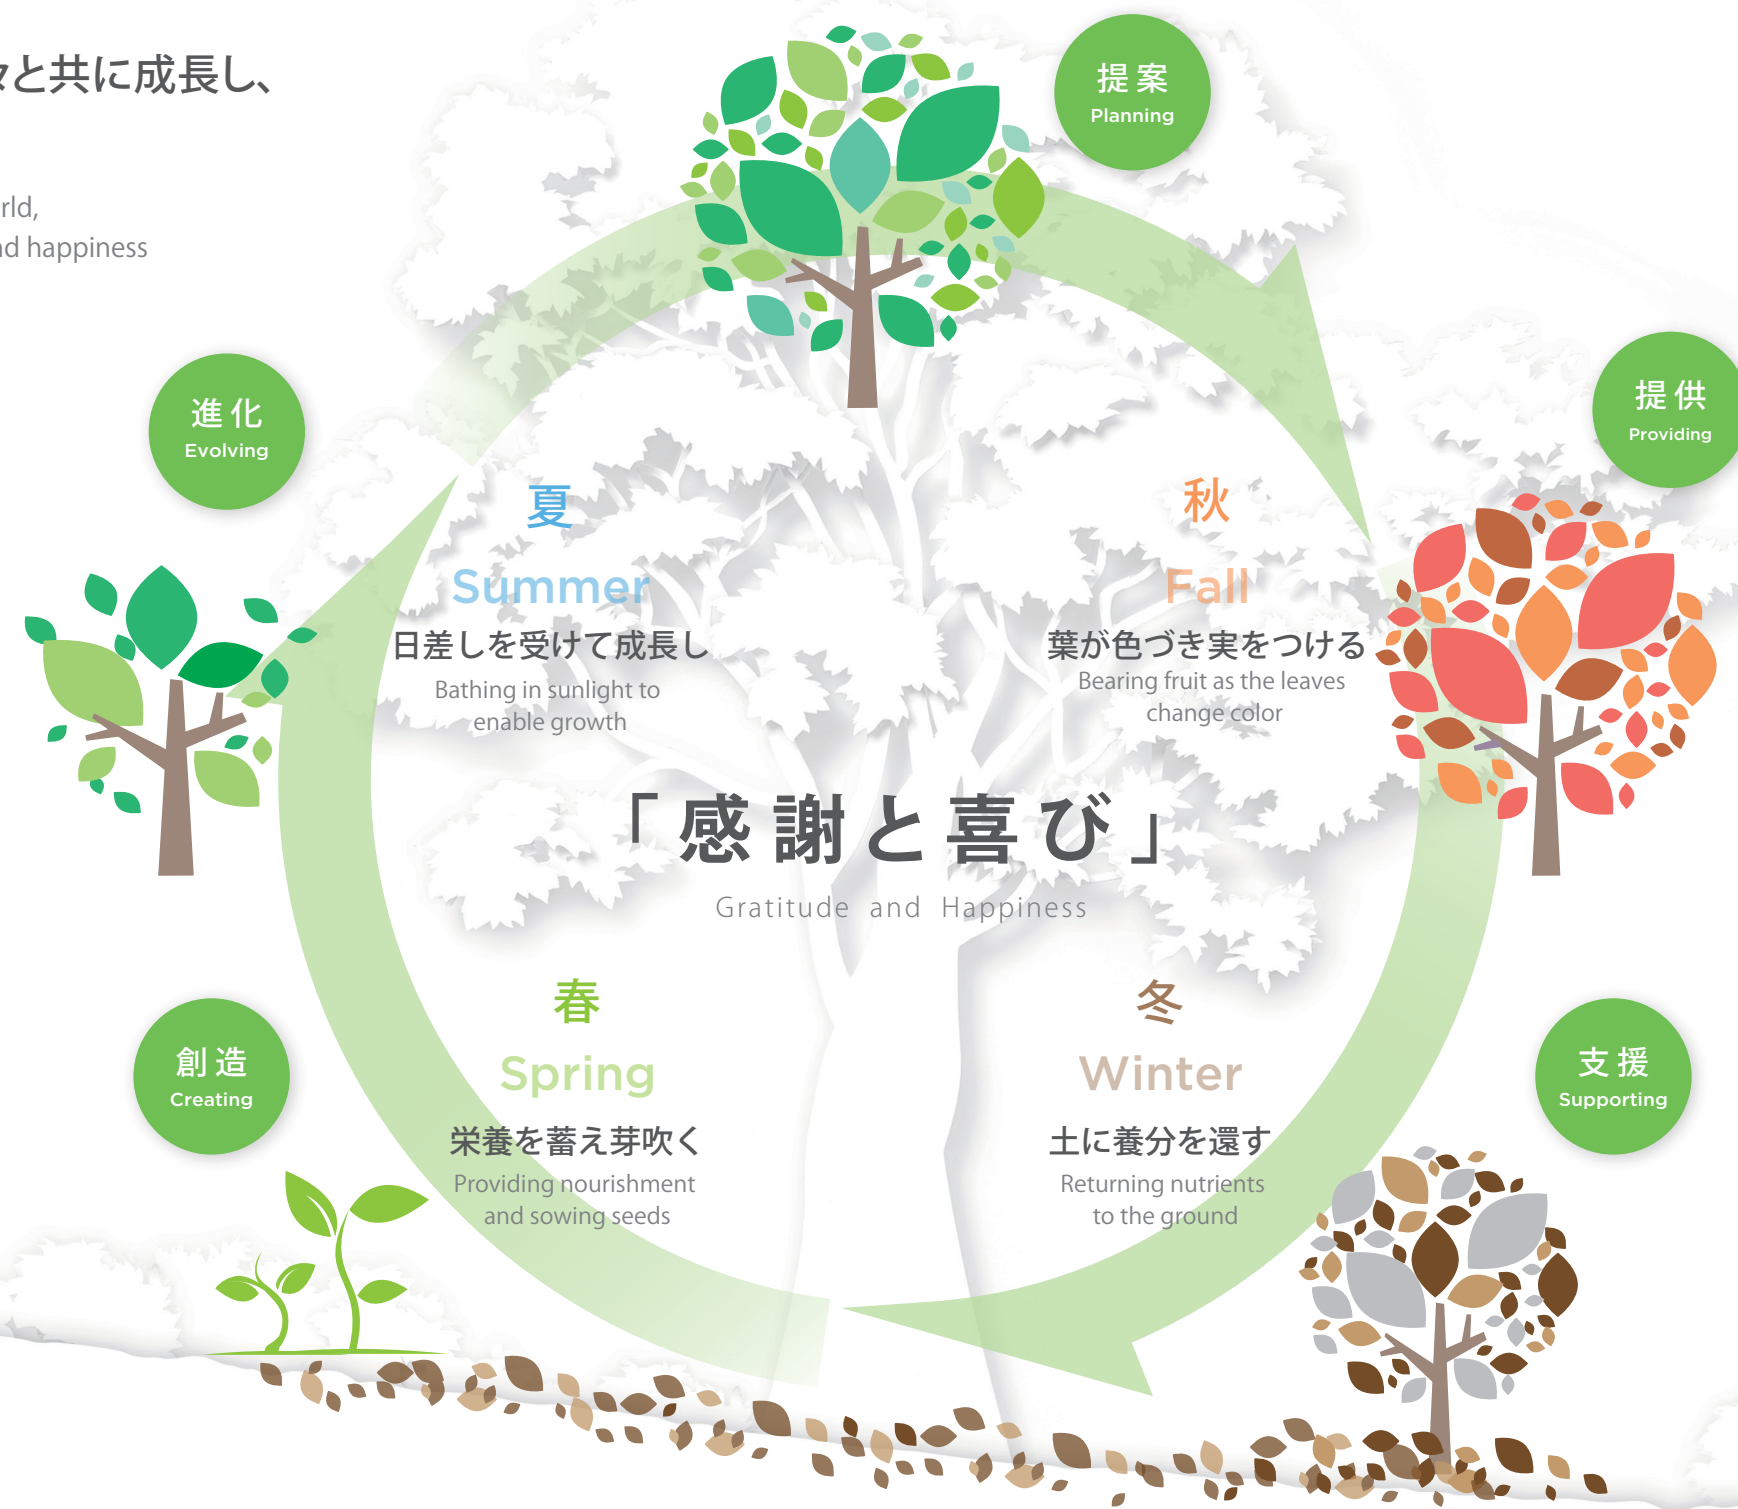 と共に成長し、
nd happiness
提案
Planning
進化
Evolving
提供
Providing
夏
Summer
日差しを受けて成長し
Bathing in sunlight to
enable growth
秋
Fall
葉が色づき実をつける
Bearing fruit as the leaves
change color
「感謝と喜び」
Gratitude and Happiness
春
Spring
栄養を蓄え芽吹く
Providing nourishment
and sowing seeds
冬
Winter
土に養分を還す
Returning nutrients
to the ground
創造
Creating
支援
Supporting